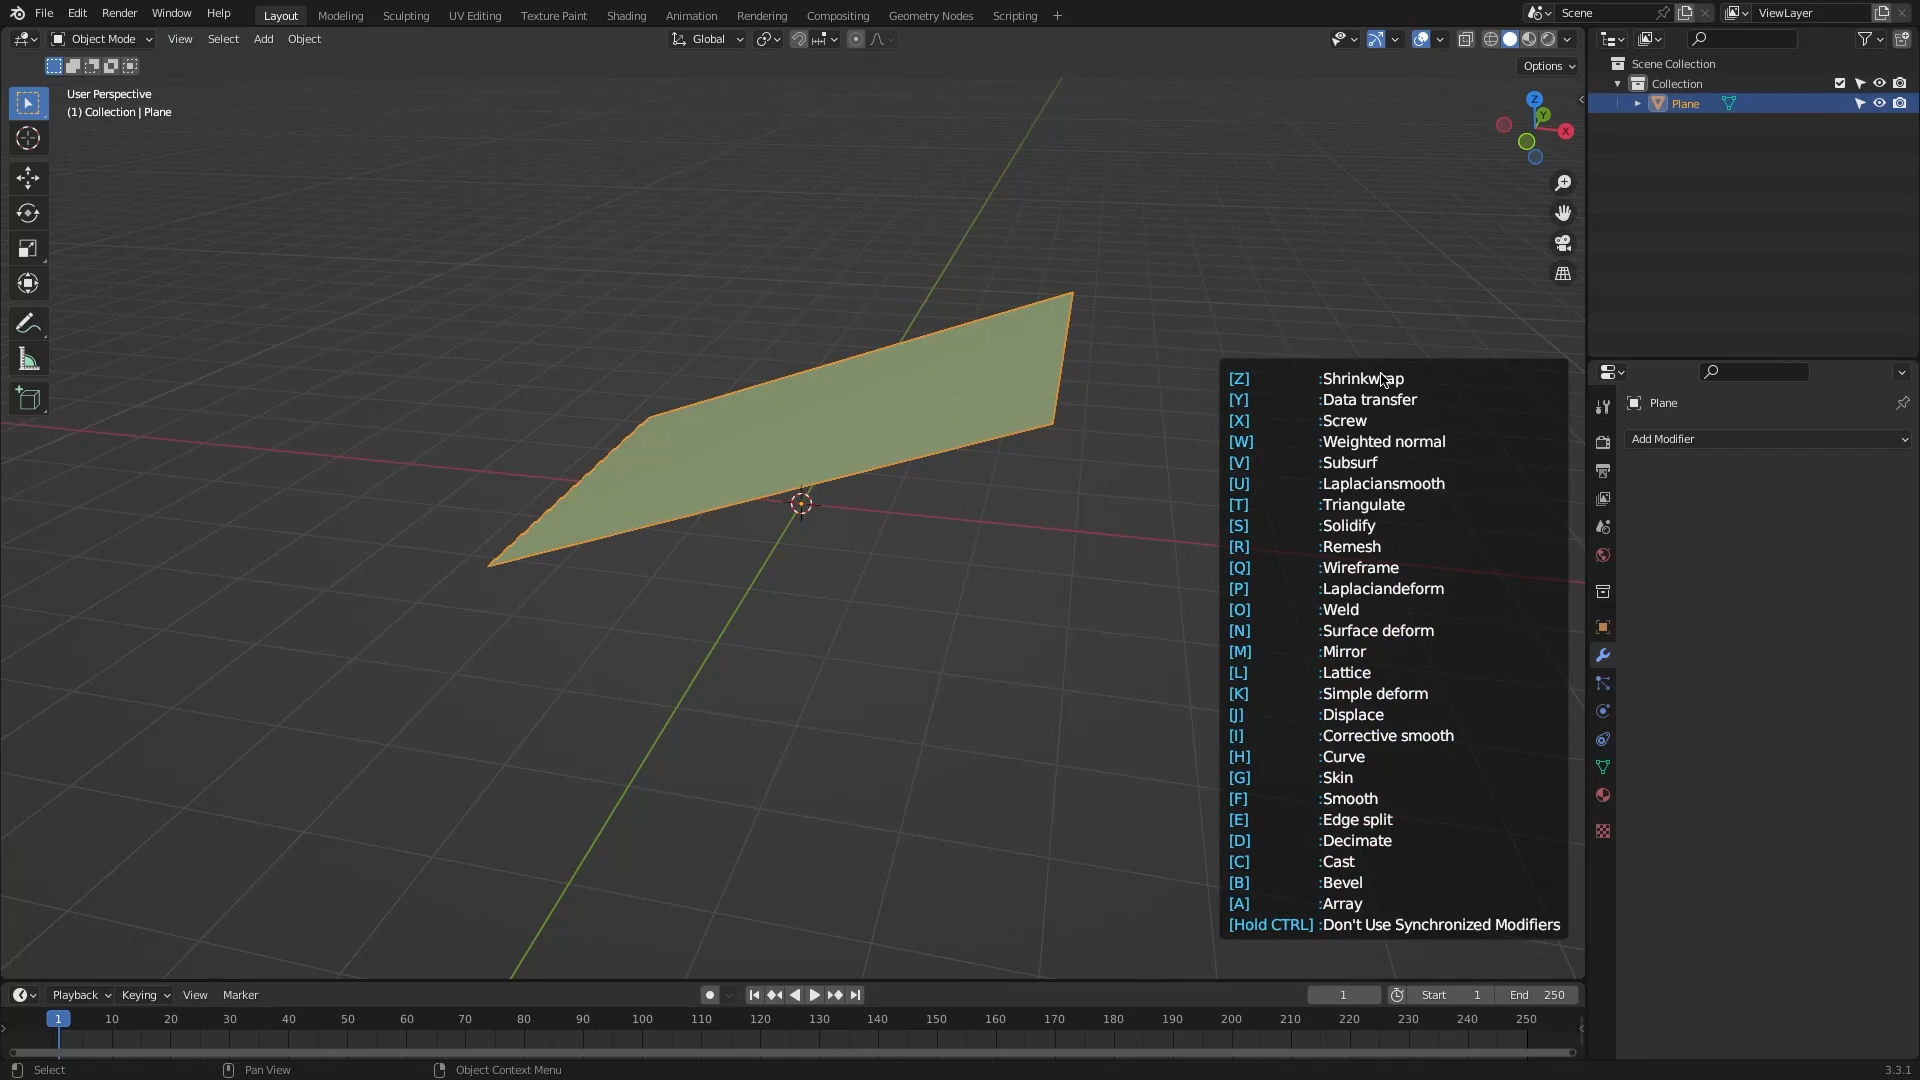 File Edit Render Window Help
Layout Modeling Sculpting UV Editing Texture Paint Shading Animation Rendering Compositing Geometry Nodes Scripting +
Scene
ViewLayer
Object Mode View Select Add Object
Global
Options
User Perspective
(1) Collection | Plane
Z
Y
X
Scene Collection
Collection
Plane
Plane
Add Modifier
[Z] :Shrinkwrap
[Y] :Data transfer
[X] :Screw
[W] :Weighted normal
[V] :Subsurf
[U] :Laplaciansmooth
[T] :Triangulate
[S] :Solidify
[R] :Remesh
[Q] :Wireframe
[P] :Laplaciandeform
[O] :Weld
[N] :Surface deform
[M] :Mirror
[L] :Lattice
[K] :Simple deform
[J] :Displace
[I] :Corrective smooth
[H] :Curve
[G] :Skin
[F] :Smooth
[E] :Edge split
[D] :Decimate
[C] :Cast
[B] :Bevel
[A] :Array
[Hold CTRL] :Don't Use Synchronized Modifiers
Playback Keying View Marker
1 Start 1 End 250
1 10 20 30 40 50 60 70 80 90 100 110 120 130 140 150 160 170 180 190 200 210 220 230 240 250
Select Pan View Object Context Menu 3.3.1